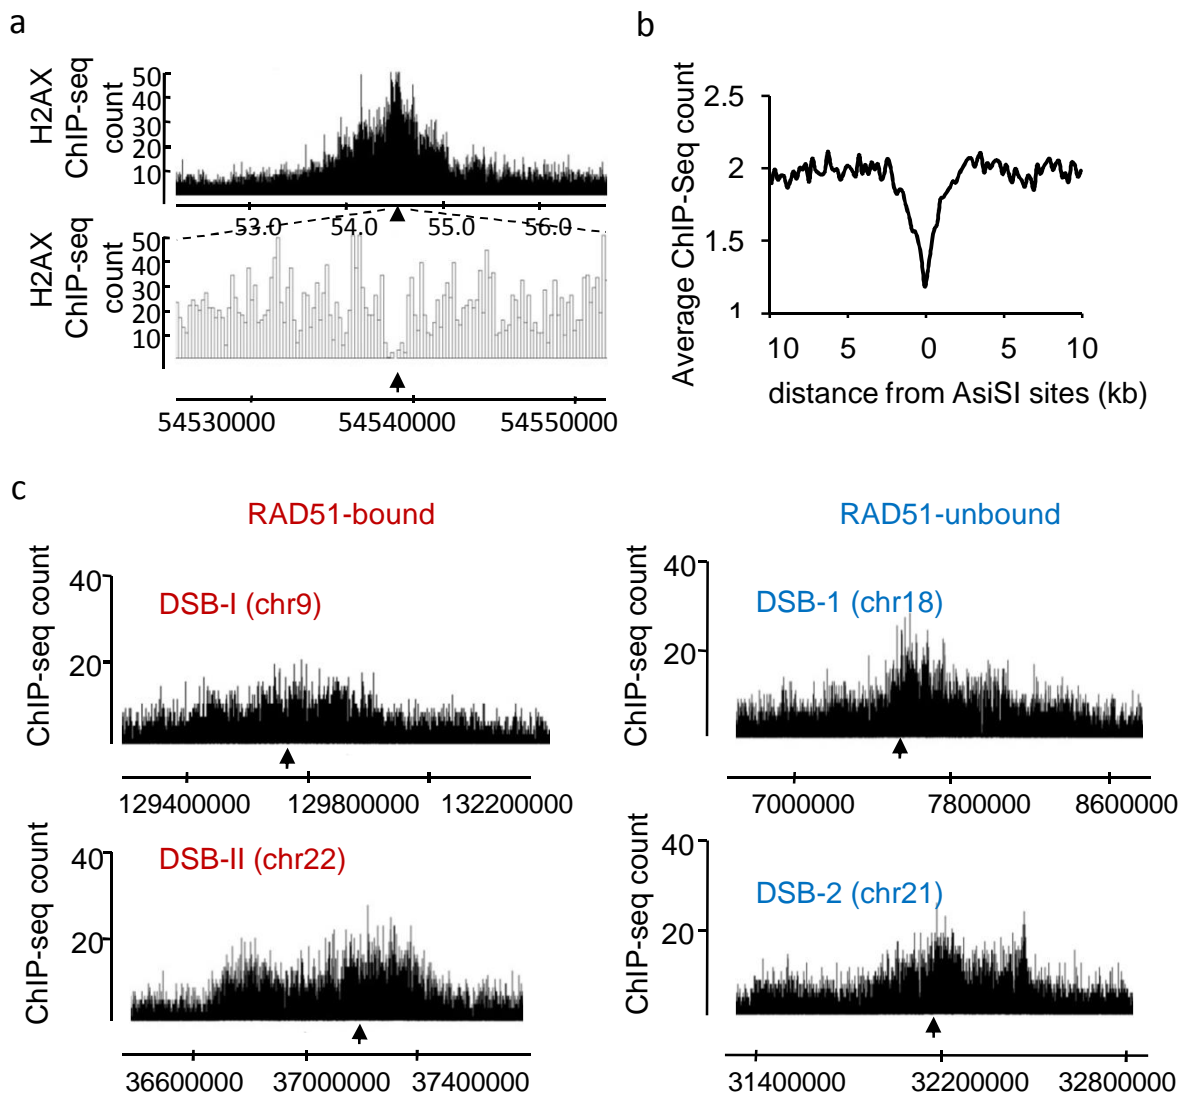 a
H2AX
ChIP-seq
count
50
40
30
20
10
53.0 54.0 55.0 56.0
H2AX
ChIP-seq
count
50
40
30
20
10
54530000 54540000 54550000
b
Average ChIP-Seq count
2.5
2
1.5
1
10 5 0 5 10
distance from AsiSI sites (kb)
c
RAD51-bound
ChIP-seq count
40
20
DSB-I (chr9)
129400000 129800000 132200000
ChIP-seq count
40
20
DSB-II (chr22)
36600000 37000000 37400000
RAD51-unbound
ChIP-seq count
40
20
DSB-1 (chr18)
7000000 7800000 8600000
ChIP-seq count
40
20
DSB-2 (chr21)
31400000 32200000 32800000